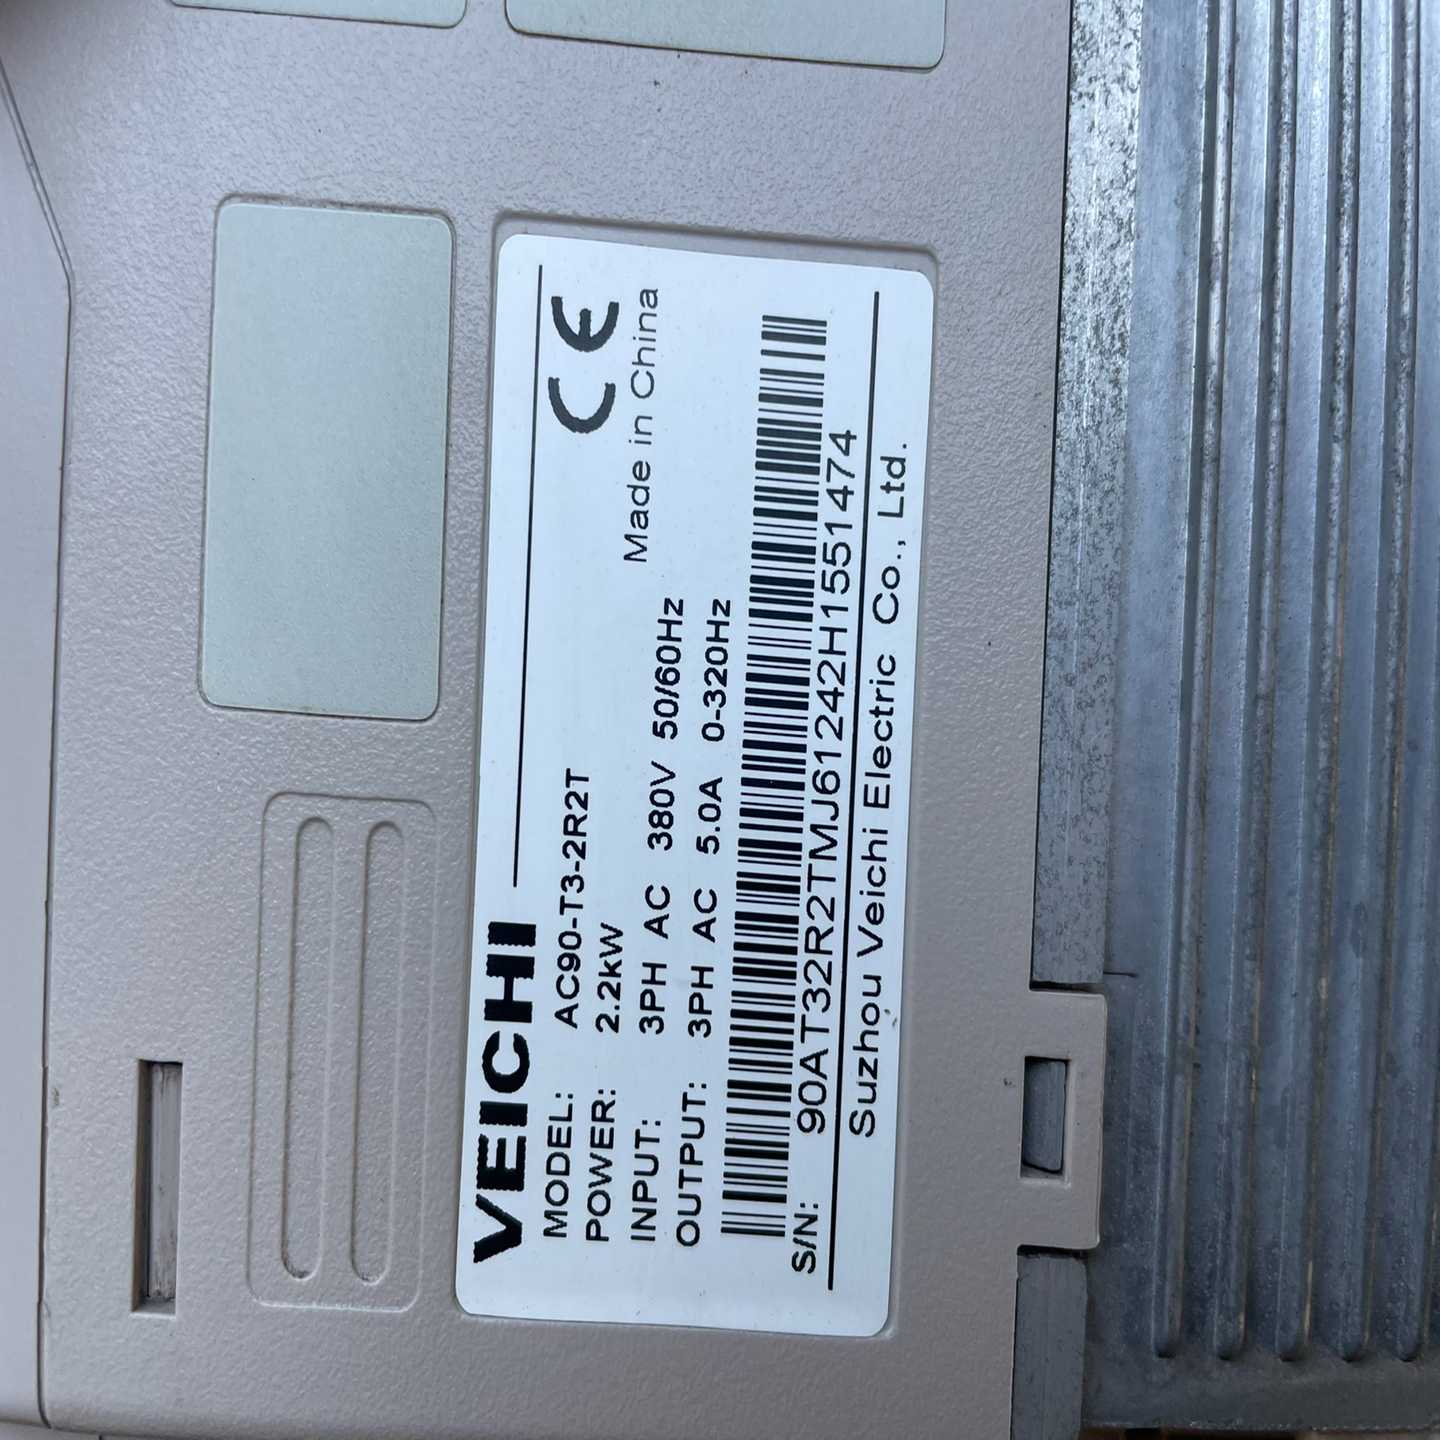 VEICHI
MODEL: AC90-T3-2R2T
POWER: 2.2kW
INPUT: 3PH AC 380V 50/60Hz
OUTPUT: 3PH AC 5.0A 0-320Hz
CE
Made in China
S/N: 90AT32R2TMJ61242H1551474
Suzhou Veichi Electric Co., Ltd.